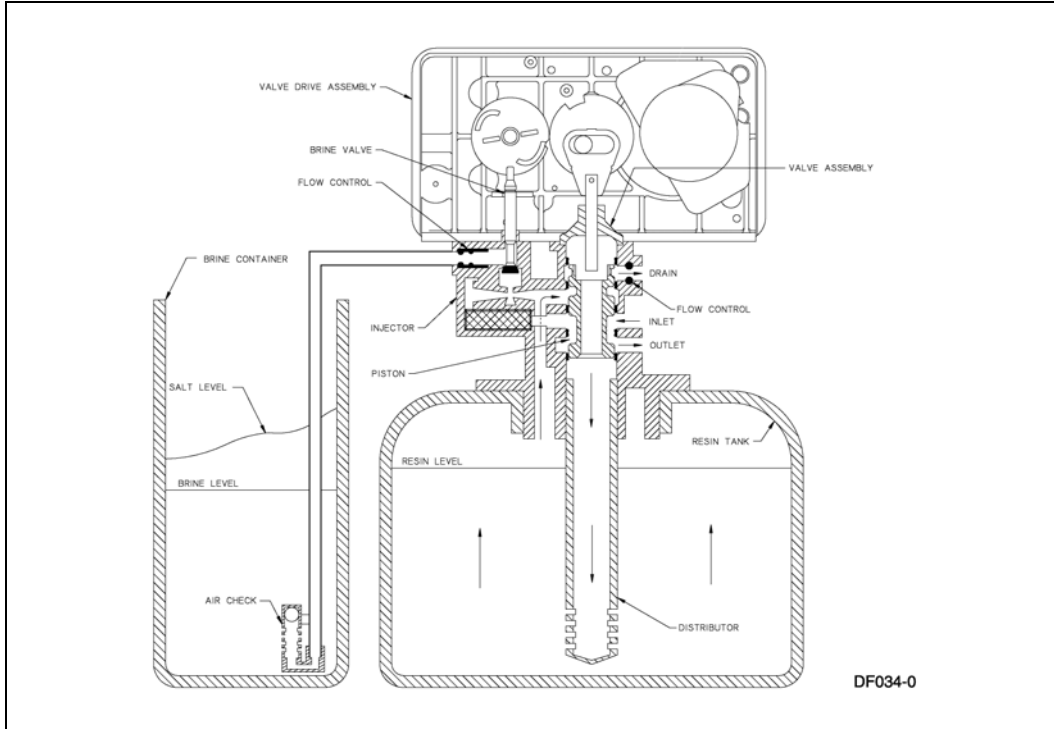 VALVE DRIVE ASSEMBLY
BRINE VALVE
VALVE ASSEMBLY
FLOW CONTROL
BRINE CONTAINER
DRAIN
FLOW CONTROL
INJECTOR
INLET
OUTLET
PISTON
SALT LEVEL
RESIN TANK
RESIN LEVEL
BRINE LEVEL
AIR CHECK
DISTRIBUTOR
DF034-0